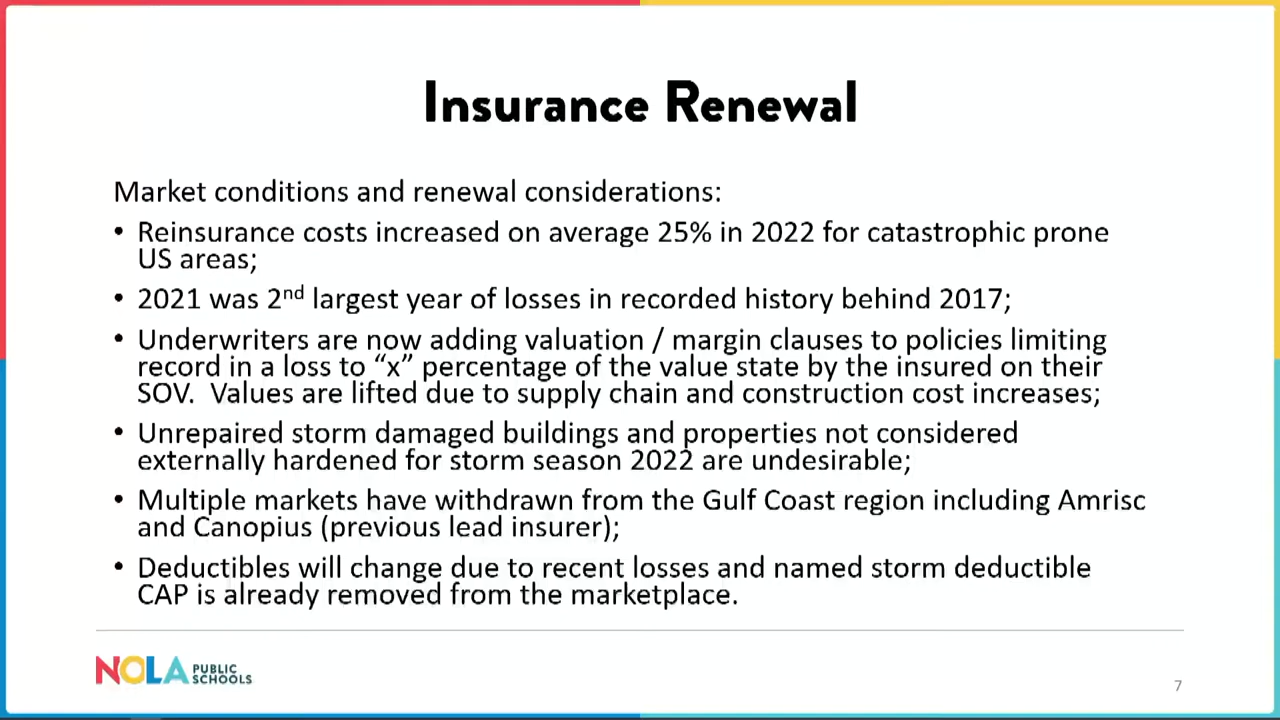 Insurance Renewal
Market conditions and renewal considerations:
• Reinsurance costs increased on average 25% in 2022 for catastrophic prone
US areas;
• 2021 was 2nd largest year of losses in recorded history behind 2017;
• Underwriters are now adding valuation / margin clauses to policies limiting
record in a loss to “x” percentage of the value state by the insured on their
SOV.  Values are lifted due to supply chain and construction cost increases;
• Unrepaired storm damaged buildings and properties not considered
externally hardened for storm season 2022 are undesirable;
• Multiple markets have withdrawn from the Gulf Coast region including Amrisc
and Canopius (previous lead insurer);
• Deductibles will change due to recent losses and named storm deductible
CAP is already removed from the marketplace.
NOLA PUBLIC
SCHOOLS
7